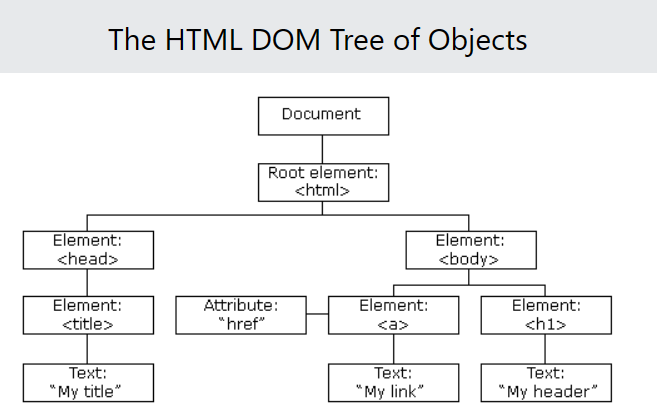 The HTML DOM Tree of Objects
Document
Root element:
<html>
Element:
<head>
Element:
<body>
Element:
<title>
Attribute:
"href"
Element:
<a>
Element:
<h1>
Text:
"My title"
Text:
"My link"
Text:
"My header"